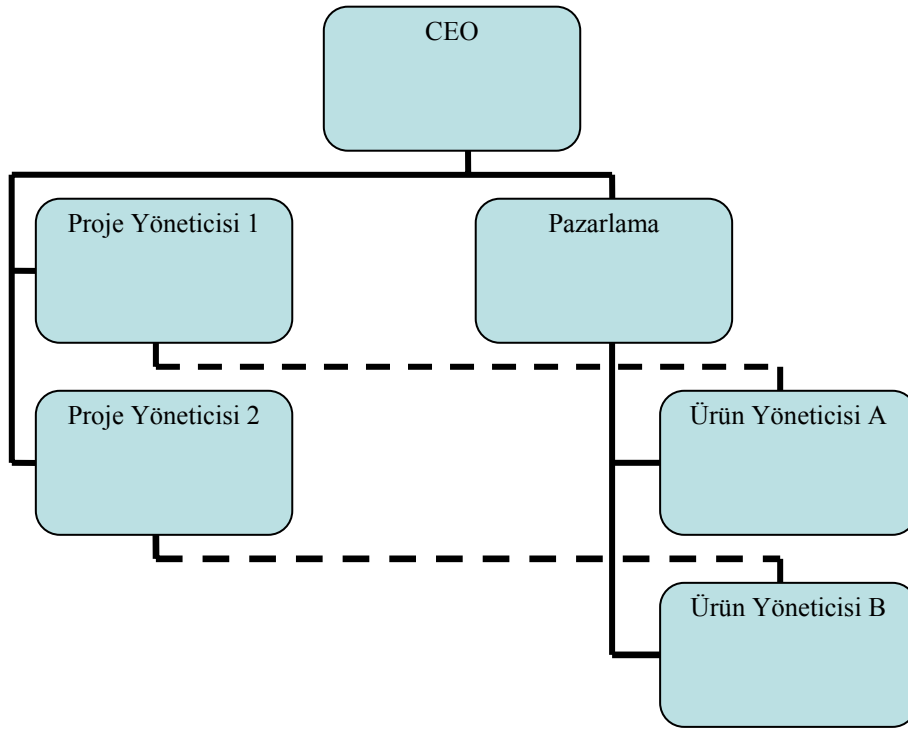 CEO
Proje Yöneticisi 1
Pazarlama
Proje Yöneticisi 2
Ürün Yöneticisi A
Ürün Yöneticisi B